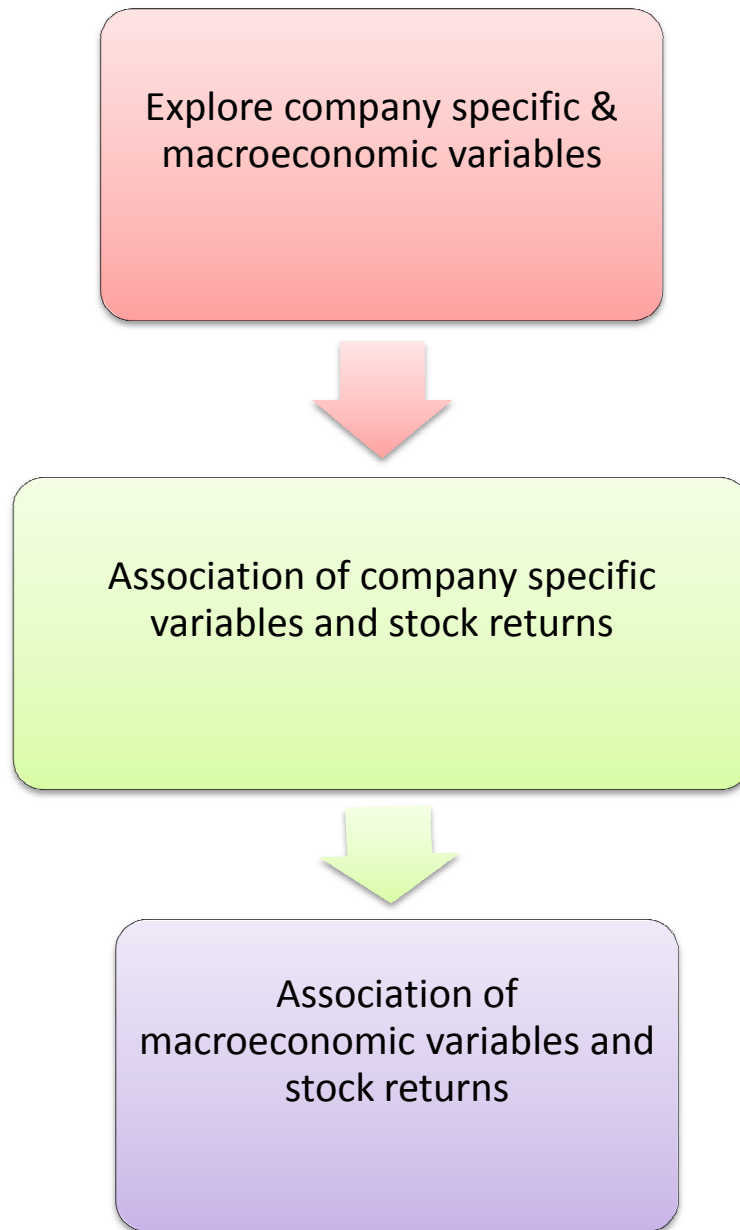 Explore company specific &
macroeconomic variables
Association of company specific
variables and stock returns
Association of
macroeconomic variables and
stock returns